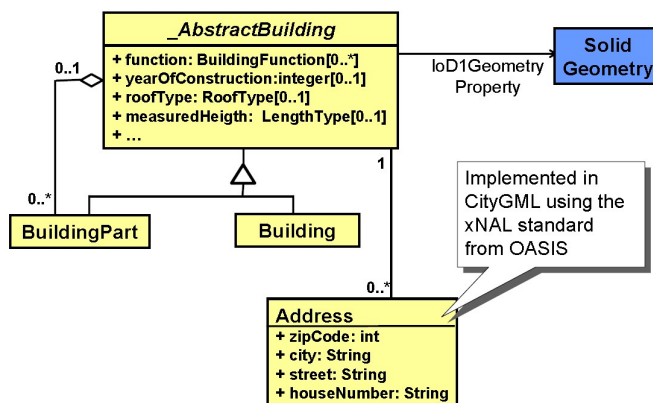 _AbstractBuilding
+ function: BuildingFunction[0..*]
+ yearOfConstruction:integer[0..1]
+ roofType: RoofType[0..1]
+ measuredHeigth: LengthType[0..1]
+ ...
Solid
Geometry
loD1Geometry
Property
0..1
0..*
1
BuildingPart
Building
Implemented in
CityGML using the
xNAL standard
from OASIS
0..*
Address
+ zipCode: int
+ city: String
+ street: String
+ houseNumber: String